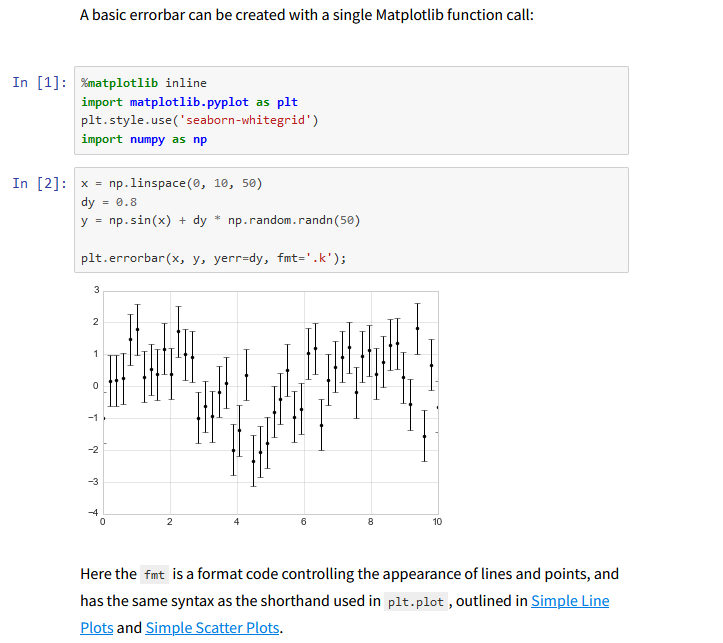 A basic errorbar can be created with a single Matplotlib function call:
In [1]: %matplotlib inline
import matplotlib.pyplot as plt
plt.style.use('seaborn-whitegrid')
import numpy as np
In [2]: x = np.linspace(0, 10, 50)
dy = 0.8
y = np.sin(x) + dy * np.random.randn(50)
plt.errorbar(x, y, yerr=dy, fmt='.k');
3
2
1
0
−1
−2
−3
−4
0 2 4 6 8 10
Here the fmt is a format code controlling the appearance of lines and points, and
has the same syntax as the shorthand used in plt.plot , outlined in Simple Line
Plots and Simple Scatter Plots.